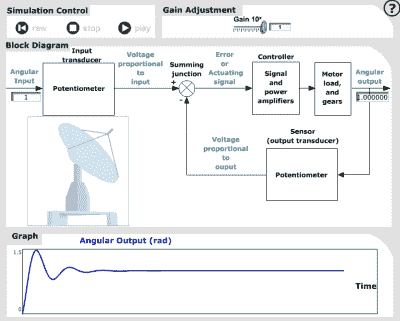 Simulation Control
rew stop play
Gain Adjustment
Gain 10^
1
?
Block Diagram
Input
transducer
Voltage
proportional
to
input
Summing
junction
+
-
Error
or
Actuating
signal
Controller
Angular
Input
1
Potentiometer
Signal
and
power
amplifiers
Motor
load,
and
gears
Angular
output
1.000000
Voltage
proportional
to
ouput
Sensor
(output transducer)
Potentiometer
Graph
Angular Output (rad)
1.5
0
Time